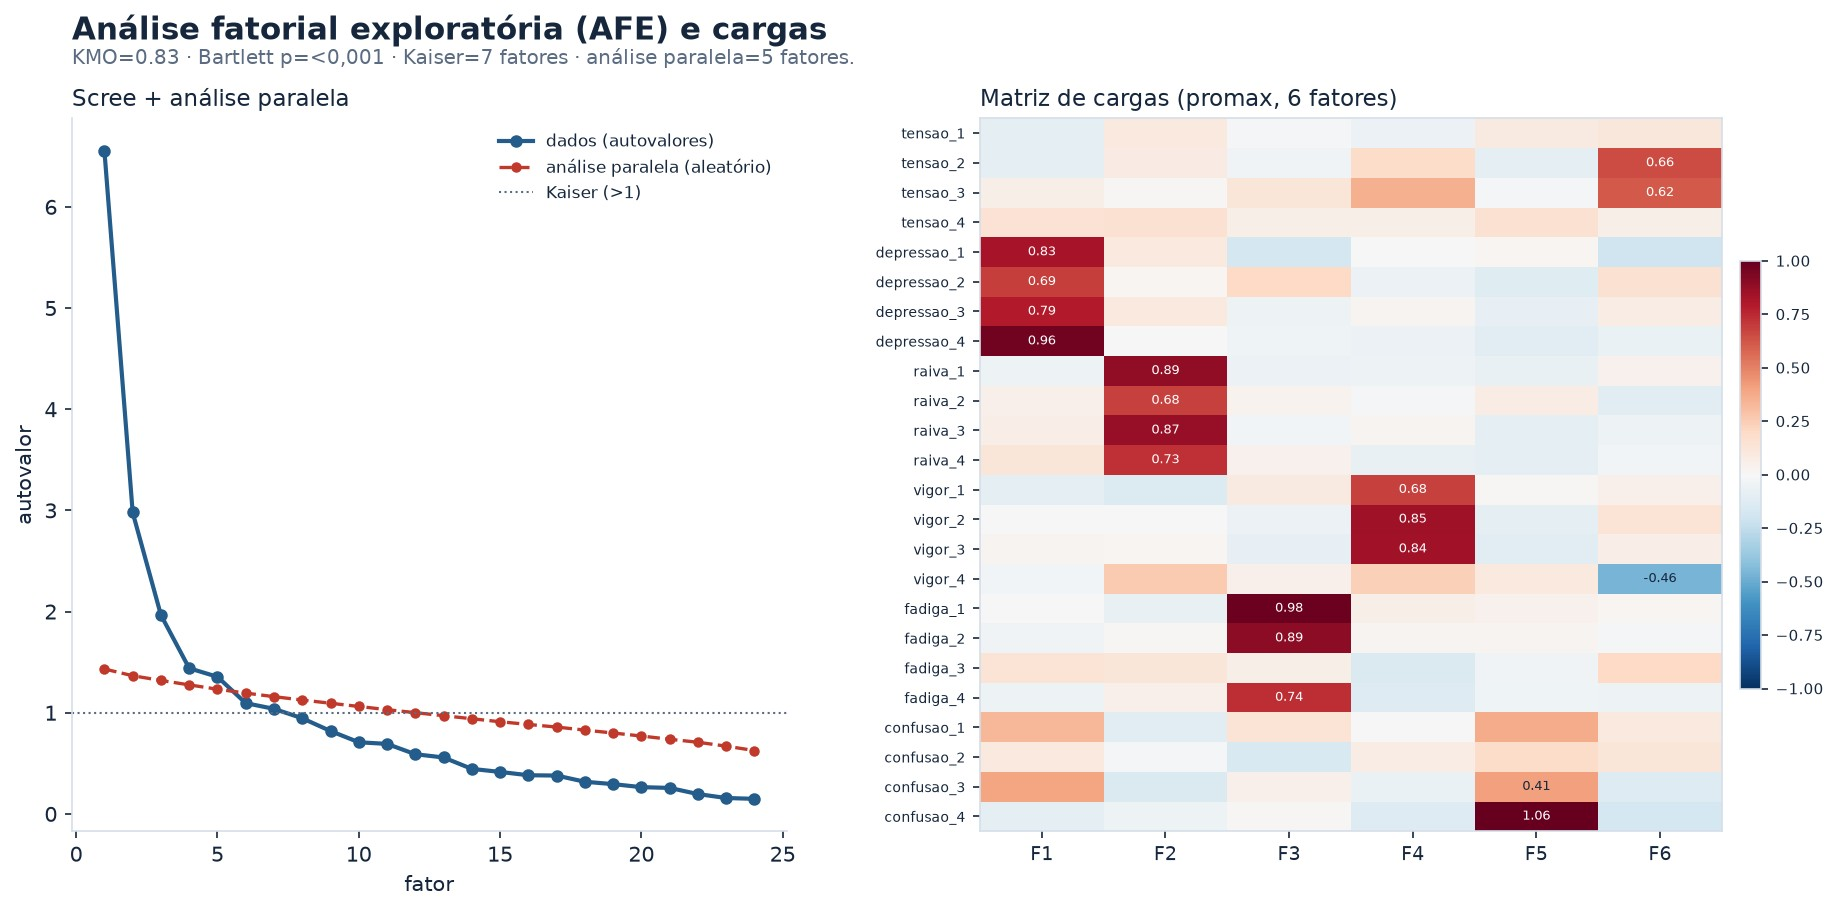 Análise fatorial exploratória (AFE) e cargas
KMO=0.83 · Bartlett p=<0,001 · Kaiser=7 fatores · análise paralela=5 fatores.
Scree + análise paralela
dados (autovalores)
análise paralela (aleatório)
Kaiser (>1)
autovalor
6
5
4
3
2
1
0
0 5 10 15 20 25
fator
Matriz de cargas (promax, 6 fatores)
tensao_1
tensao_2 0.66
tensao_3 0.62
tensao_4
depressao_1 0.83
depressao_2 0.69
depressao_3 0.79
depressao_4 0.96
raiva_1 0.89
raiva_2 0.68
raiva_3 0.87
raiva_4 0.73
vigor_1 0.68
vigor_2 0.85
vigor_3 0.84
vigor_4 -0.46
fadiga_1 0.98
fadiga_2 0.89
fadiga_3
fadiga_4 0.74
confusao_1
confusao_2
confusao_3 0.41
confusao_4 1.06
F1 F2 F3 F4 F5 F6
1.00
0.75
0.50
0.25
0.00
−0.25
−0.50
−0.75
−1.00